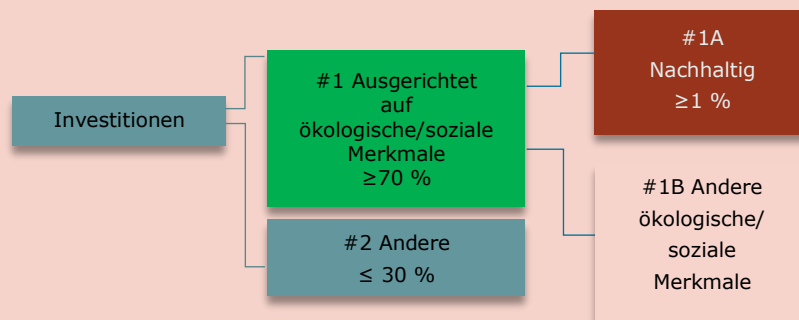 Investitionen
#1 Ausgerichtet
auf
ökologische/soziale
Merkmale
≥70 %
#2 Andere
≤ 30 %
#1A
Nachhaltig
≥1 %
#1B Andere
ökologische/
soziale
Merkmale